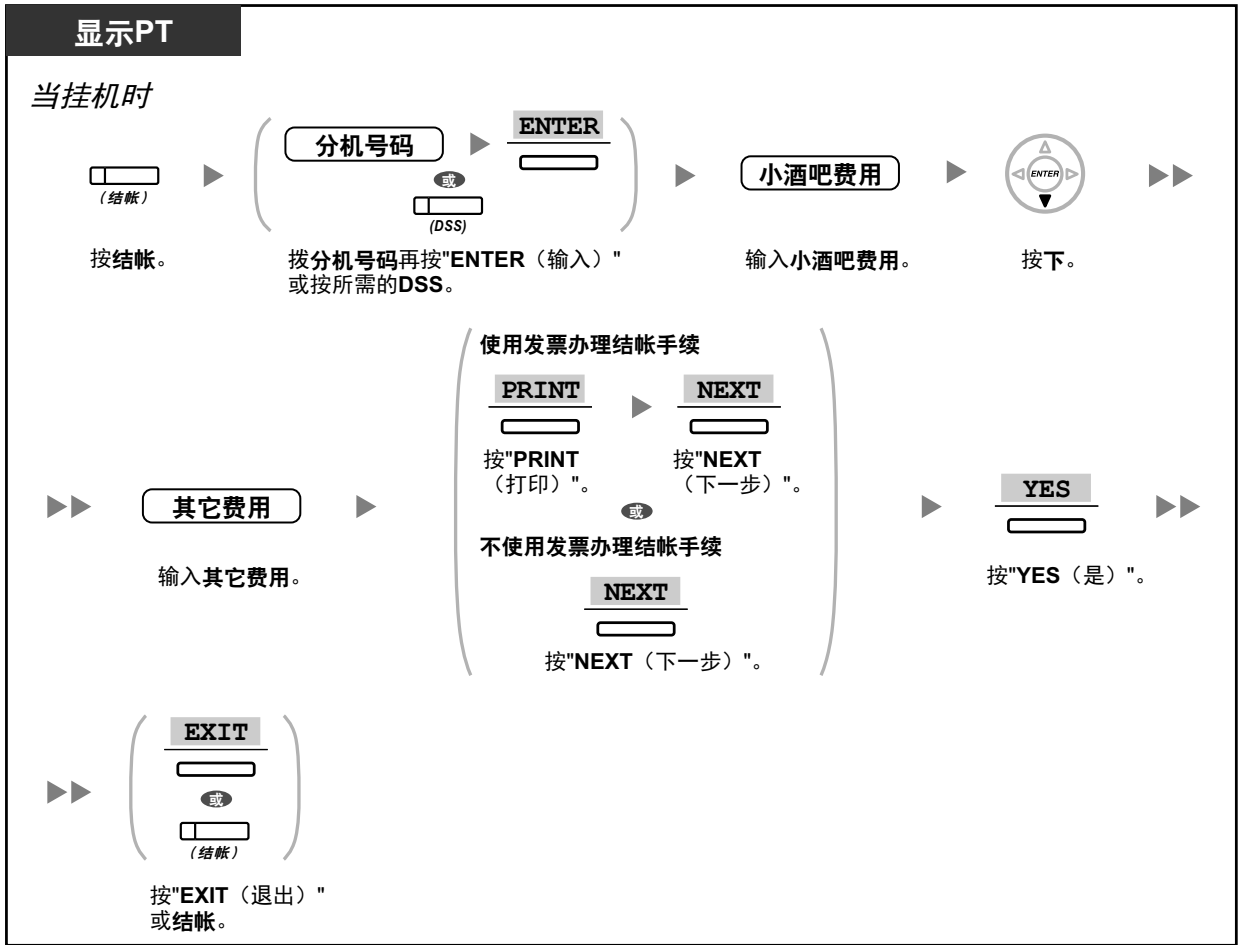 显示PT
当挂机时
分机号码
ENTER
或
(结帐)
(DSS)
小酒吧费用
ENTER
按结帐。
拨分机号码再按"ENTER（输入）"
或按所需的DSS。
输入小酒吧费用。
按下。
使用发票办理结帐手续
PRINT
NEXT
按"PRINT
（打印）"。
按"NEXT
（下一步）"。
或
不使用发票办理结帐手续
NEXT
按"NEXT（下一步）"。
其它费用
输入其它费用。
YES
按"YES（是）"。
EXIT
或
(结帐)
按"EXIT（退出）"
或结帐。